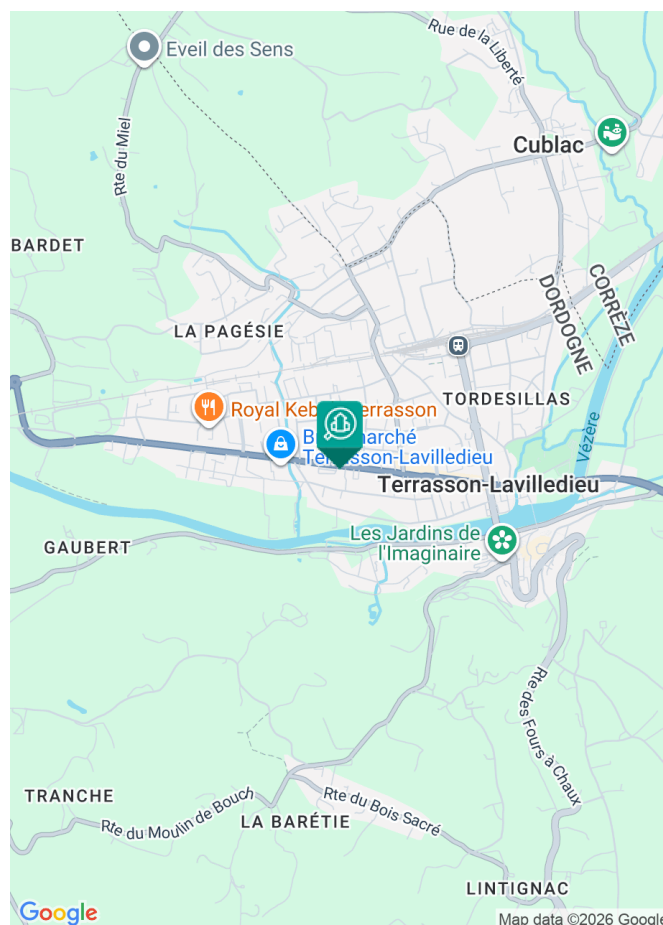 Eveil des Sens
Rue de la Liberté
Cublac
Rte du Miel
BARDET
CORRÈZE
DORDOGNE
LA PAGÉSIE
TORDESILLAS
Royal Keb
errasson
Vézère
marché
Terrasson-Lavilledieu
Terrasson-Lavilledieu
Les Jardins de
l'Imaginaire
GAUBERT
Rte des Fours à Chaux
TRANCHE
Rte du Moulin de Bouch
Rte du Bois Sacré
LA BARÉTIE
LINTIGNAC
Google
Map data ©2026 Google